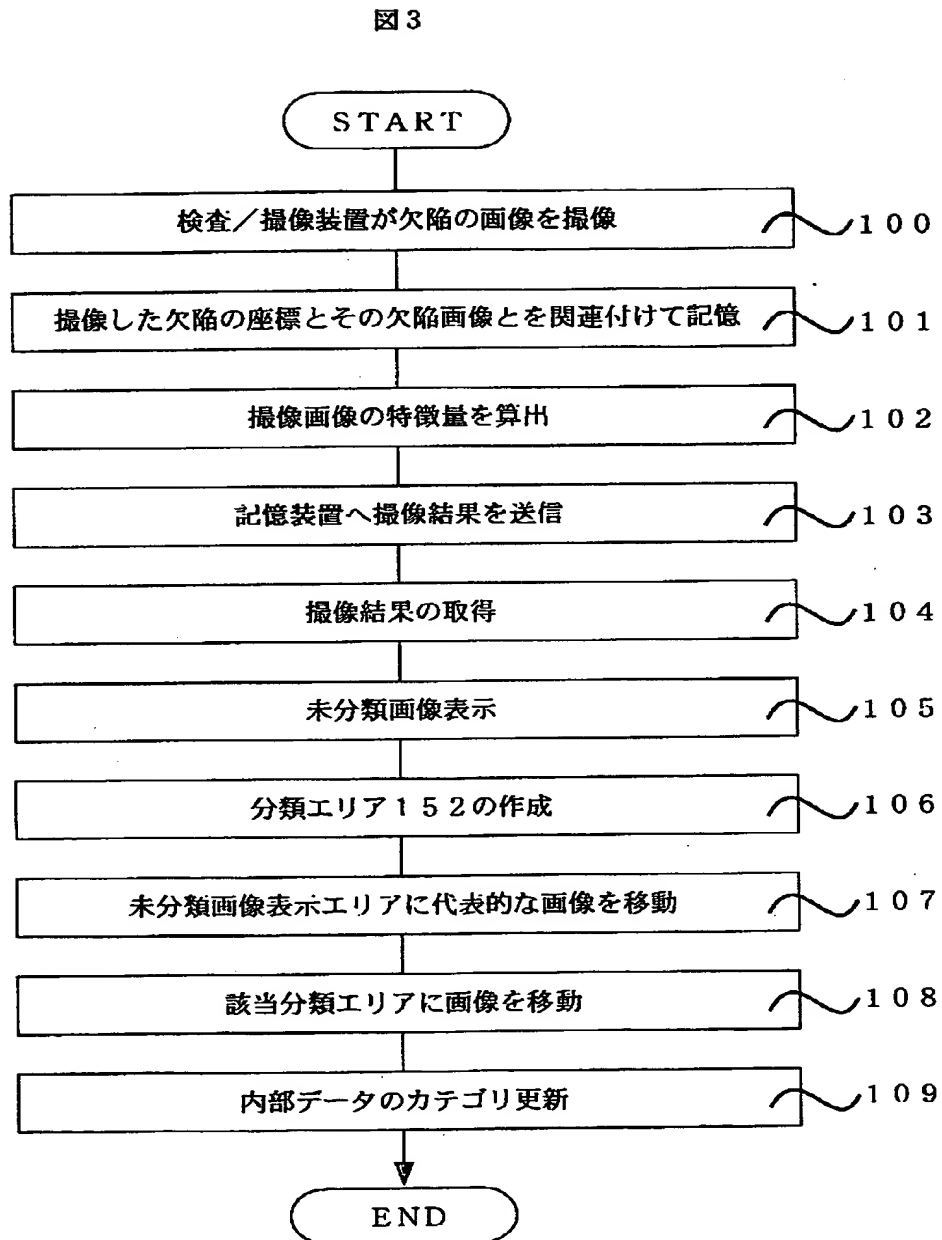 図3
START
検査/撮像装置が欠陥の画像を撮像
100
撮像した欠陥の座標とその欠陥画像とを関連付けて記憶
101
撮像画像の特徴量を算出
102
記憶装置へ撮像結果を送信
103
撮像結果の取得
104
未分類画像表示
105
分類エリア152の作成
106
未分類画像表示エリアに代表的な画像を移動
107
該当分類エリアに画像を移動
108
内部データのカテゴリ更新
109
END